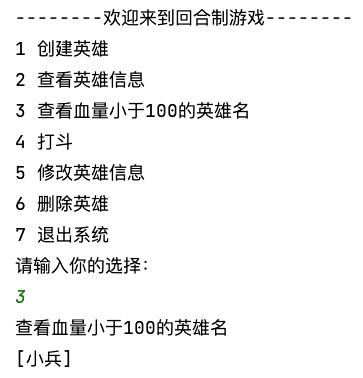 --------欢迎来到回合制游戏--------
1 创建英雄
2 查看英雄信息
3 查看血量小于100的英雄名
4 打斗
5 修改英雄信息
6 删除英雄
7 退出系统
请输入你的选择：
3
查看血量小于100的英雄名
[小兵]